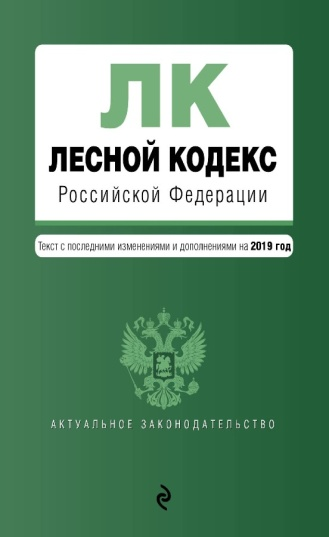 ЛК
ЛЕСНОЙ КОДЕКС
Российской Федерации
Текст с последними изменениями и дополнениями на 2019 год
АКТУАЛЬНОЕ ЗАКОНОДАТЕЛЬСТВО